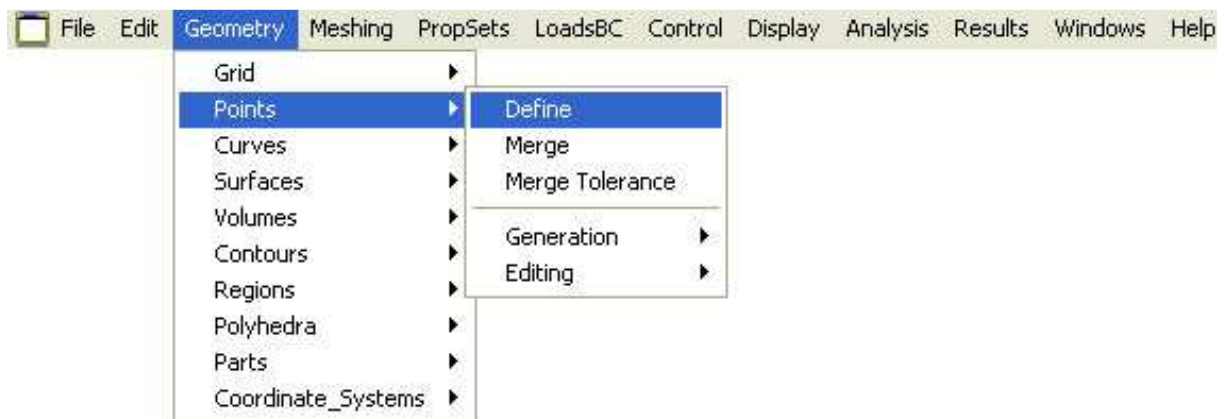 File Edit Geometry Meshing PropSets LoadsBC Control Display Analysis Results Windows Help
Grid
Points
Curves
Surfaces
Volumes
Contours
Regions
Polyhedra
Parts
Coordinate_Systems
Define
Merge
Merge Tolerance
Generation
Editing